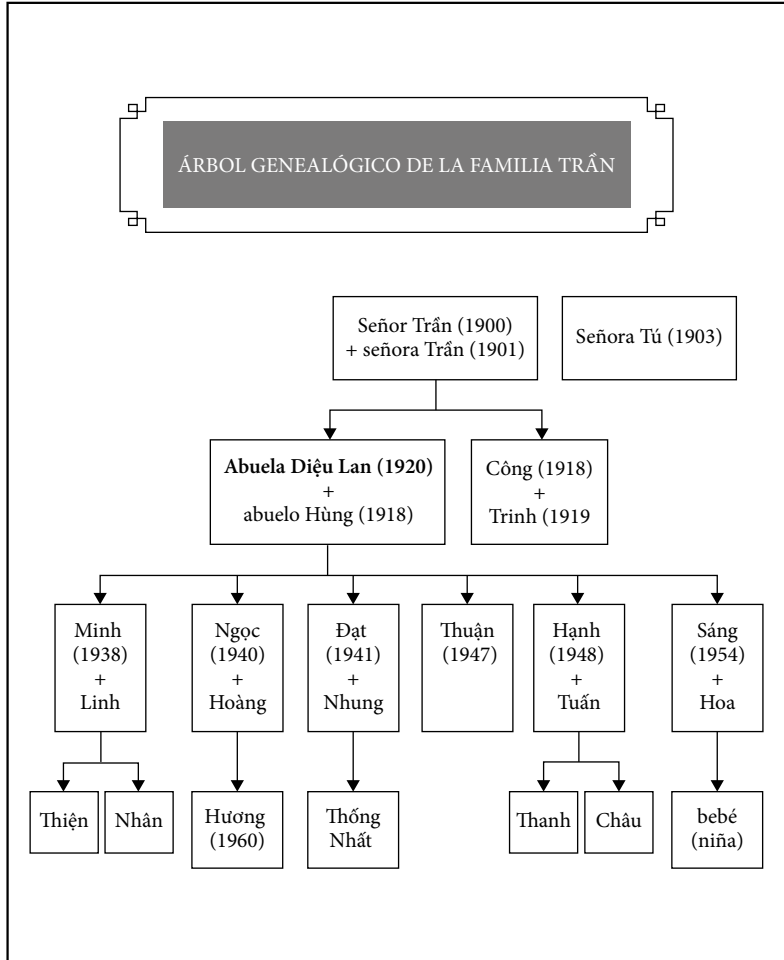 ÁRBOL GENEALÓGICO DE LA FAMILIA TRẦN
Señor Trần (1900)
+ señora Trần (1901)
Señora Tú (1903)
Abuela Diệu Lan (1920)
+
abuelo Hùng (1918)
Công (1918)
+
Trinh (1919
Minh
(1938)
+
Linh
Ngọc
(1940)
+
Hoàng
Đạt
(1941)
+
Nhung
Thuận
(1947)
Hạnh
(1948)
+
Tuấn
Sáng
(1954)
+
Hoa
Thiện
Nhân
Hương
(1960)
Thống
Nhất
Thanh
Châu
bebé
(niña)